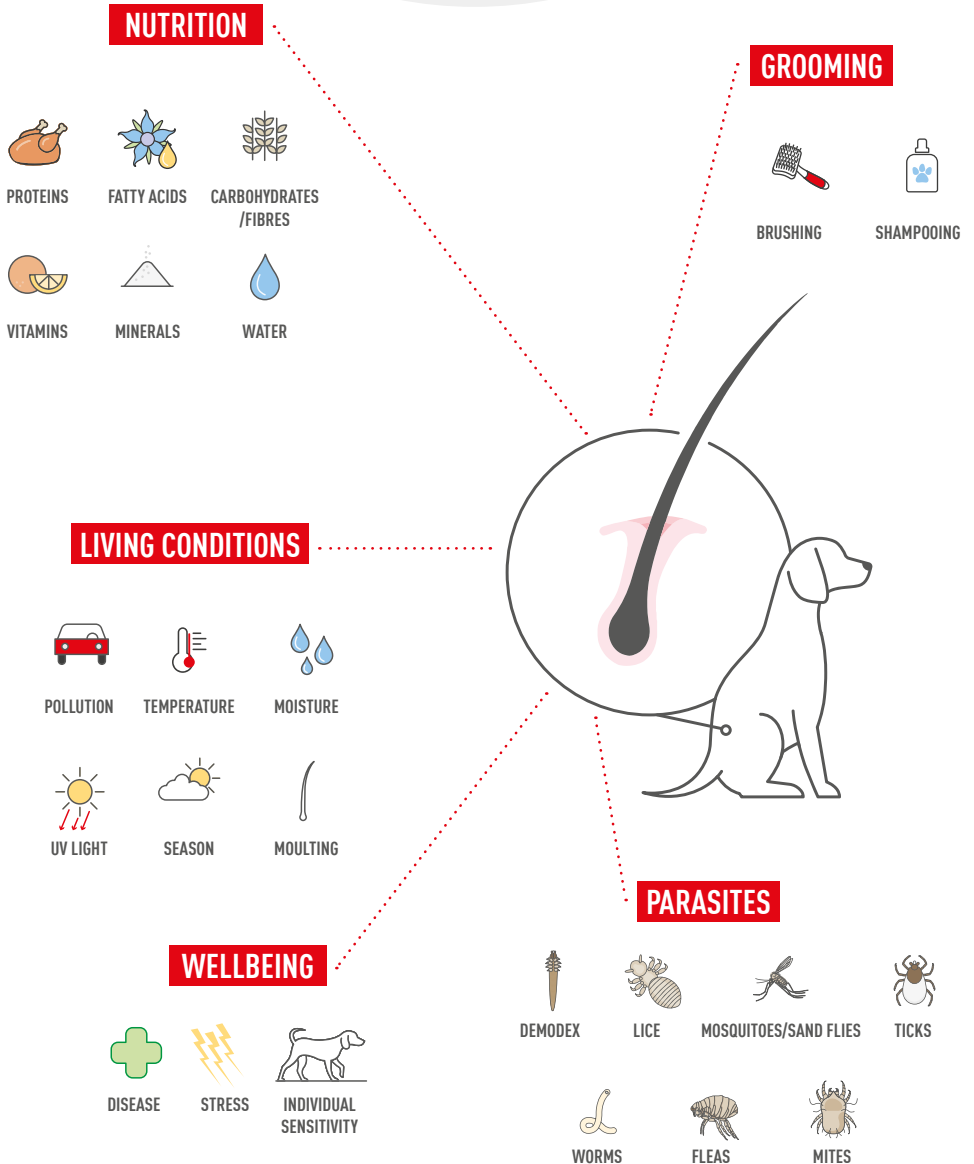 NUTRITION
GROOMING
PROTEINS
FATTY ACIDS
CARBOHYDRATES
/FIBRES
BRUSHING
SHAMPOOING
VITAMINS
MINERALS
WATER
LIVING CONDITIONS
POLLUTION
TEMPERATURE
MOISTURE
UV LIGHT
SEASON
MOULTING
PARASITES
WELLBEING
DEMODEX
LICE
MOSQUITOES/SAND FLIES
TICKS
DISEASE
STRESS
INDIVIDUAL
SENSITIVITY
WORMS
FLEAS
MITES